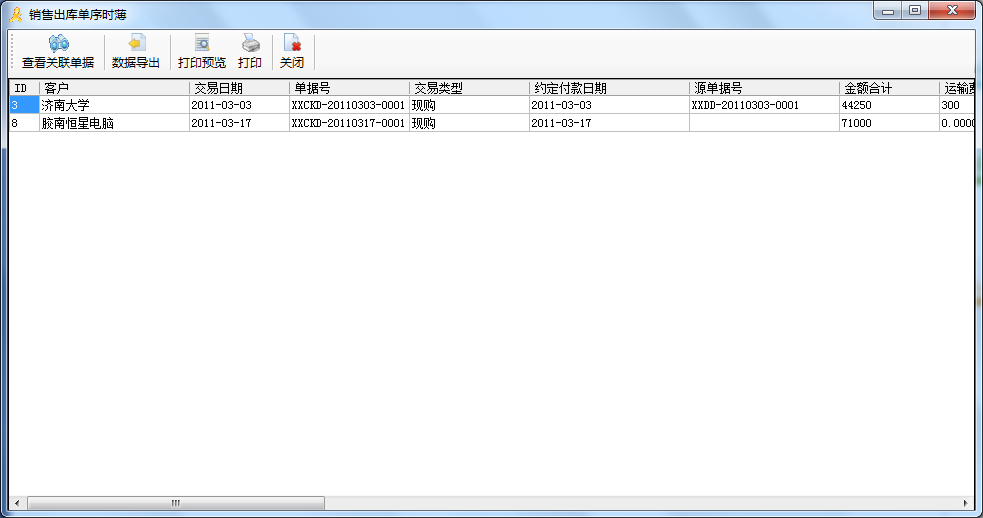 销售出库单序时薄
查看关联单据 数据导出 打印预览 打印 关闭
ID 客户 交易日期 单据号 交易类型 约定付款日期 源单据号 金额合计 运输费
3 济南大学 2011-03-03 XXCKD-20110303-0001 现购 2011-03-03 XXDD-20110303-0001 44250 300
8 胶南恒星电脑 2011-03-17 XXCKD-20110317-0001 现购 2011-03-17 71000 0.0000